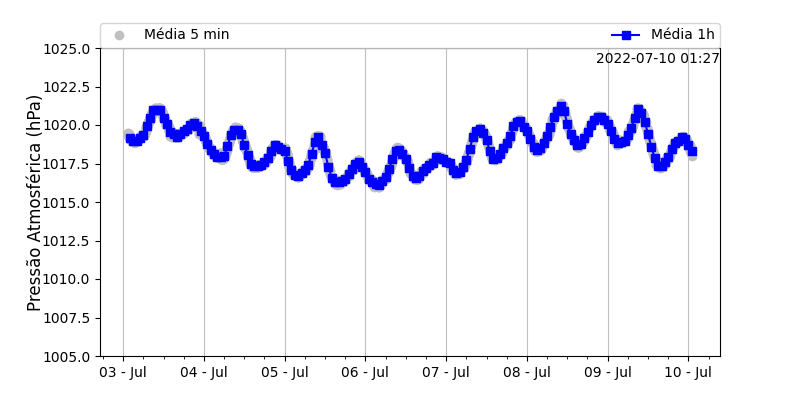 Média 5 min
Média 1h
2022-07-10 01:27
Pressão Atmosférica (hPa)
1025.0
1022.5
1020.0
1017.5
1015.0
1012.5
1010.0
1007.5
1005.0
03 - Jul
04 - Jul
05 - Jul
06 - Jul
07 - Jul
08 - Jul
09 - Jul
10 - Jul